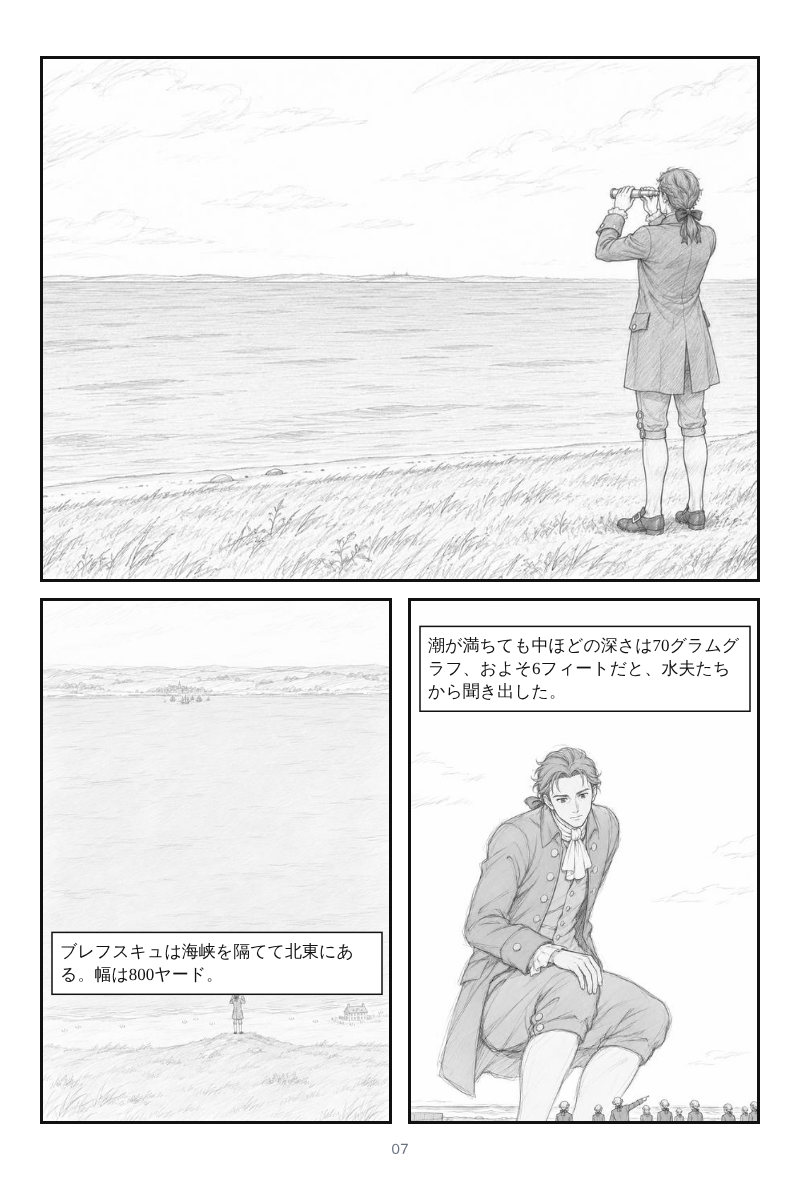 ブレフスキュは海峡を隔てて北東にあ
る。幅は800ヤード。
潮が満ちても中ほどの深さは70グラムグ
ラフ、およそ6フィートだと、水夫たち
から聞き出した。
07